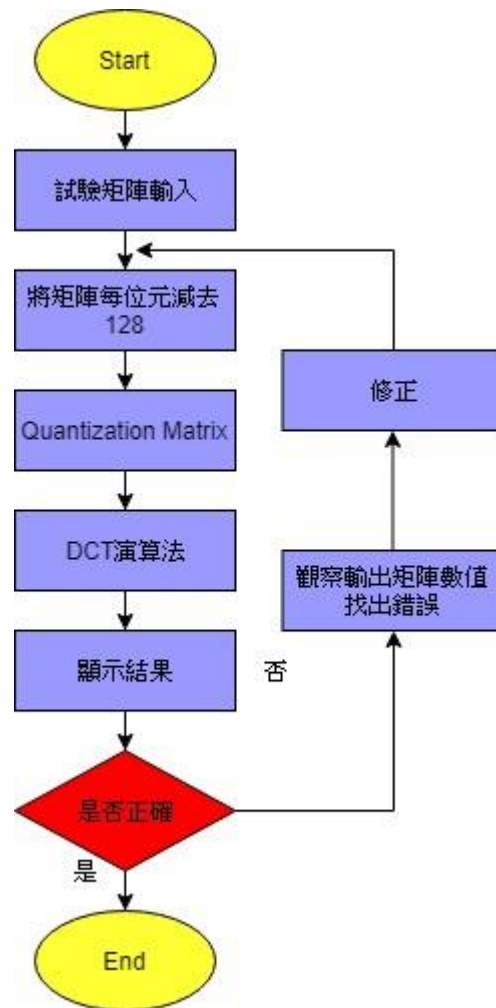 Start
試驗矩陣輸入
將矩陣每位元減去
128
Quantization Matrix
DCT演算法
顯示結果
是否正確
是
End
否
觀察輸出矩陣數值
找出錯誤
修正